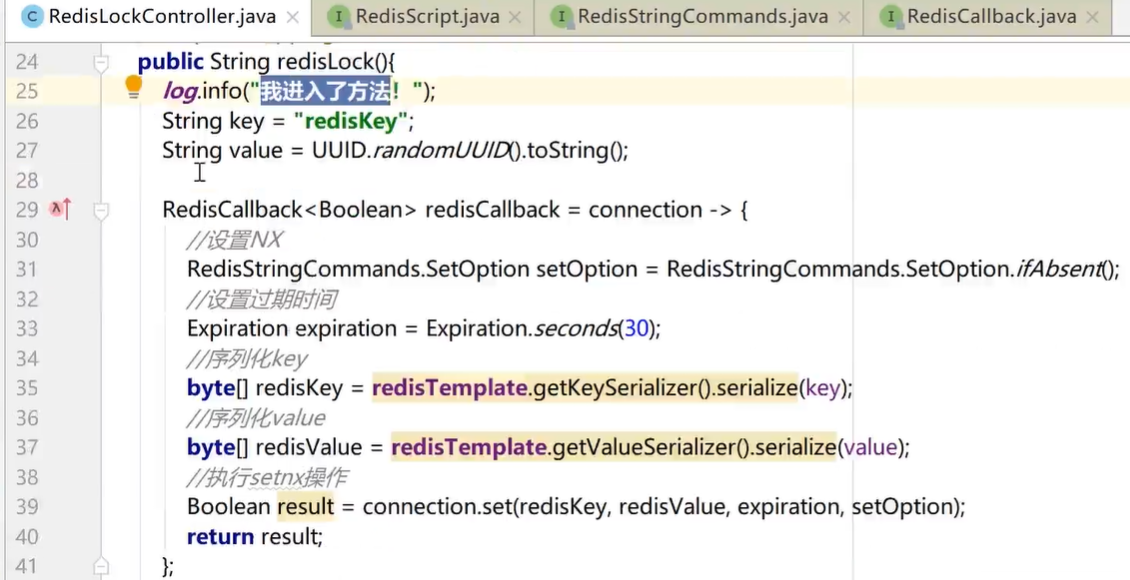 RedisLockController.java × RedisScript.java × RedisStringCommands.java × RedisCallback.java ×
24 public String redisLock(){
25 log.info("我进入了方法！");
26 String key = "redisKey";
27 String value = UUID.randomUUID().toString();
28
29 RedisCallback<Boolean> redisCallback = connection -> {
30 //设置NX
31 RedisStringCommands.SetOption setOption = RedisStringCommands.SetOption.ifAbsent();
32 //设置过期时间
33 Expiration expiration = Expiration.seconds(30);
34 //序列化key
35 byte[] redisKey = redisTemplate.getKeySerializer().serialize(key);
36 //序列化value
37 byte[] redisValue = redisTemplate.getValueSerializer().serialize(value);
38 //执行setnx操作
39 Boolean result = connection.set(redisKey, redisValue, expiration, setOption);
40 return result;
41 };